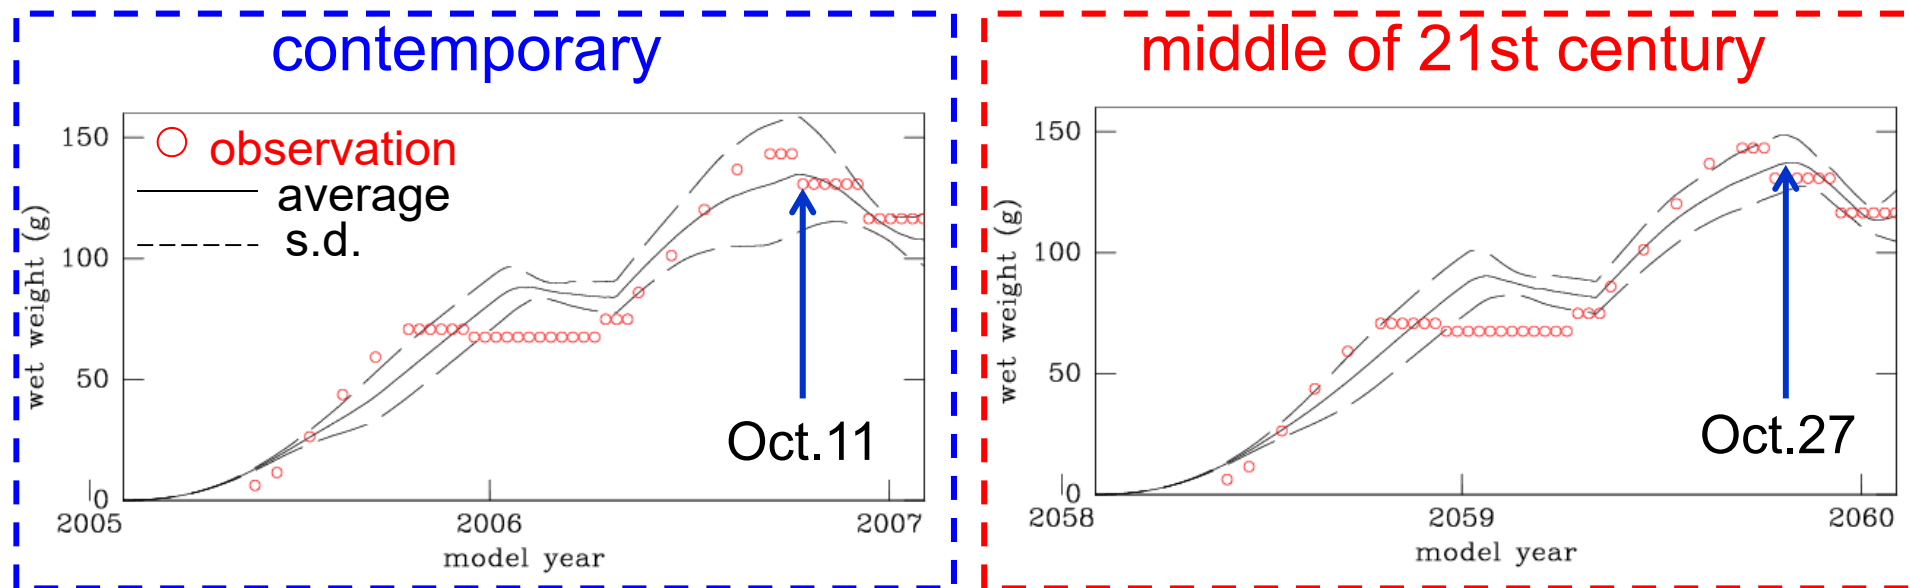 contemporary
150
100
50
0
2005
2006
2007
wet weight (g)
model year
observation
average
s.d.
Oct.11
middle of 21st century
150
100
50
0
2058
2059
2060
wet weight (g)
model year
Oct.27